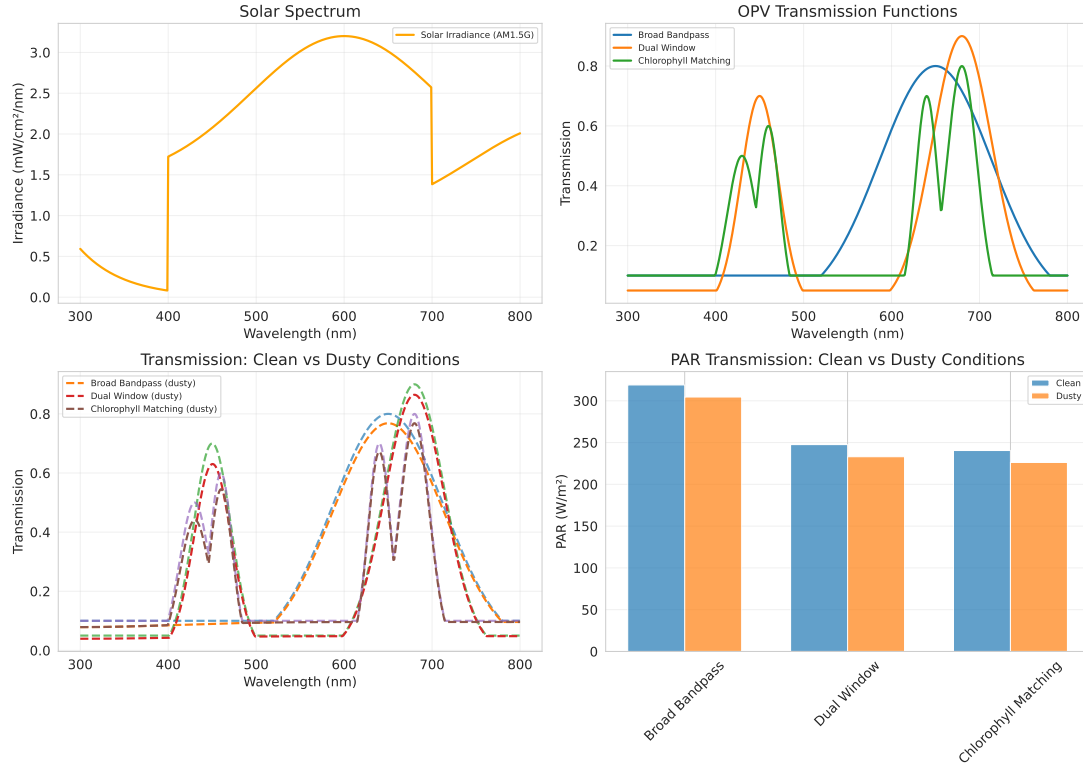 Solar Spectrum
Solar Irradiance (AM1.5G)
Irradiance (mW/cm²/nm)
3.0
2.5
2.0
1.5
1.0
0.5
0.0
300 400 500 600 700 800
Wavelength (nm)
OPV Transmission Functions
Broad Bandpass
Dual Window
Chlorophyll Matching
Transmission
0.8
0.6
0.4
0.2
300 400 500 600 700 800
Wavelength (nm)
Transmission: Clean vs Dusty Conditions
Broad Bandpass (dusty)
Dual Window (dusty)
Chlorophyll Matching (dusty)
Transmission
0.8
0.6
0.4
0.2
0.0
300 400 500 600 700 800
Wavelength (nm)
PAR Transmission: Clean vs Dusty Conditions
Clean
Dusty
PAR (W/m²)
300
250
200
150
100
50
0
Broad Bandpass
Dual Window
Chlorophyll Matching